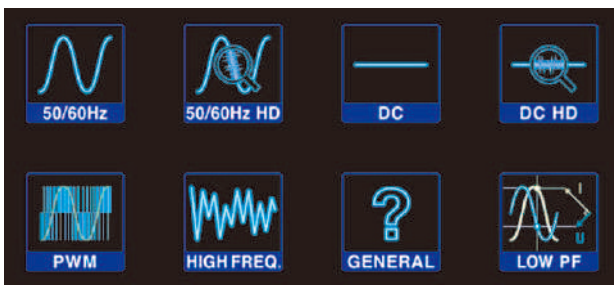 50/60Hz
50/60Hz HD
DC
DC HD
PWM
HIGH FREQ.
?
GENERAL
I
U
LOW PF